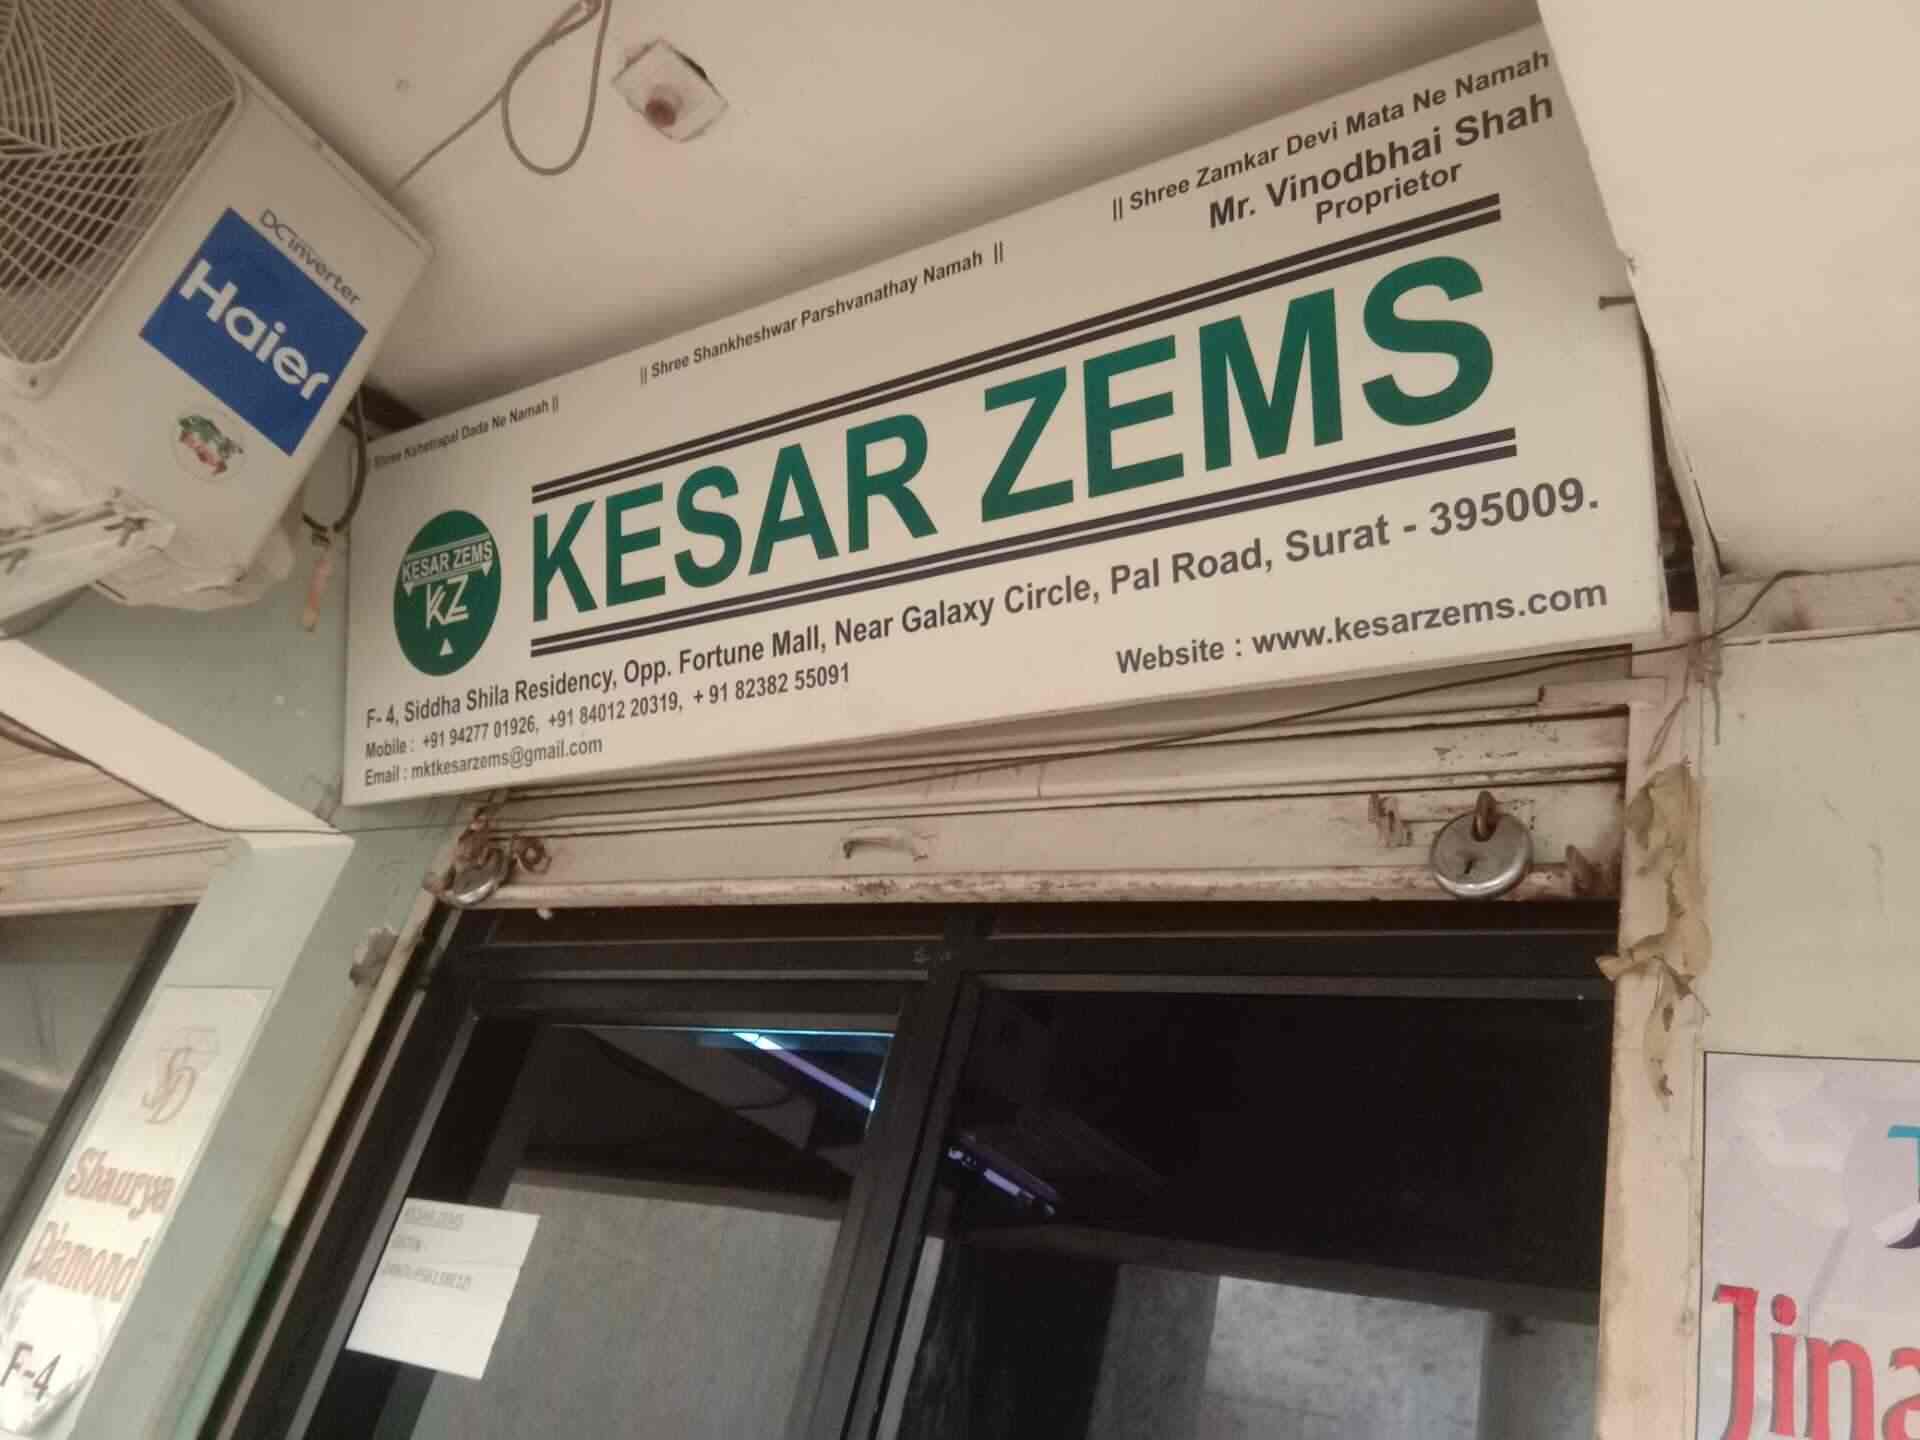 DC inverter
Haier
|| Shree Kshetrapal Dada Ne Namah ||
|| Shree Shankheshwar Parshvanathay Namah ||
|| Shree Zamkar Devi Mata Ne Namah
Mr. Vinodbhai Shah
Proprietor
KESAR ZEMS
KZ
KESAR ZEMS
F- 4, Siddha Shila Residency, Opp. Fortune Mall, Near Galaxy Circle, Pal Road, Surat - 395009.
Mobile : +91 94277 01926, +91 84012 20319, + 91 82382 55091
Email : mktkesarzems@gmail.com
Website : www.kesarzems.com
SD
Shaurya
Diamond
F-4
KESAR ZEMS
Jina